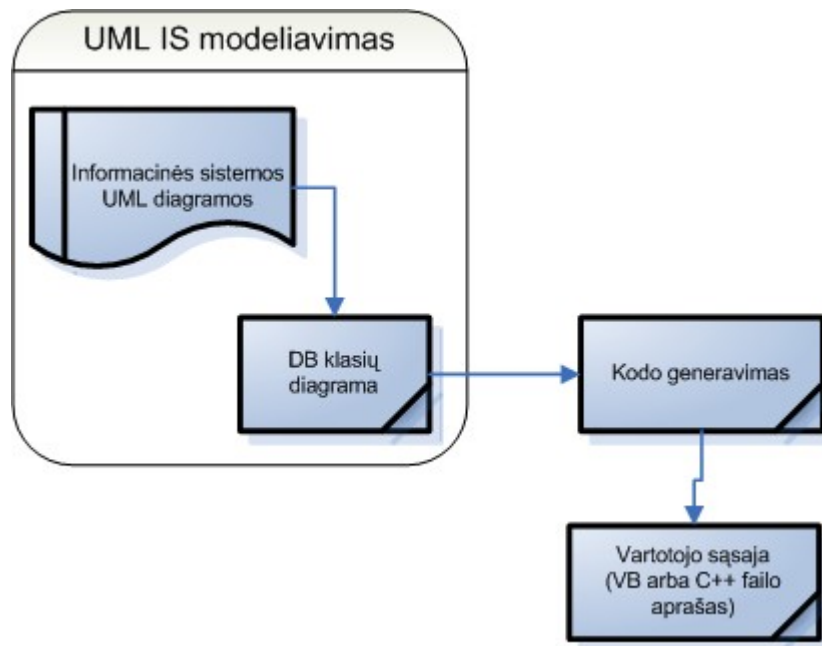 UML IS modeliavimas
Informacinės sistemos
UML diagramos
DB klasių
diagrama
Kodo generavimas
Vartotojo sąsaja
(VB arba C++ failo
aprašas)